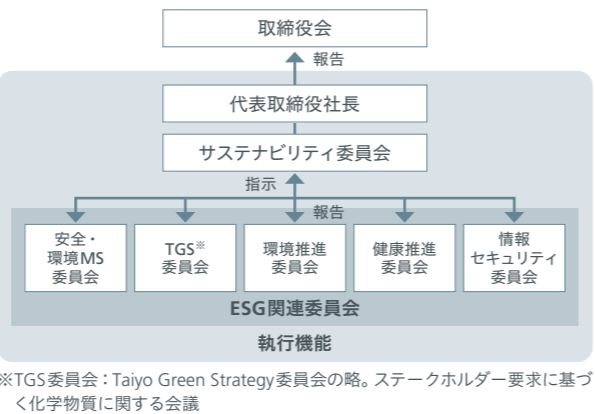 取締役会
報告
代表取締役社長
サステナビリティ委員会
指示
報告
安全・
環境MS
委員会
TGS※
委員会
環境推進
委員会
健康推進
委員会
情報
セキュリティ
委員会
ESG関連委員会
執行機能
※TGS委員会：Taiyo Green Strategy委員会の略。ステークホルダー要求に基づ
く化学物質に関する会議